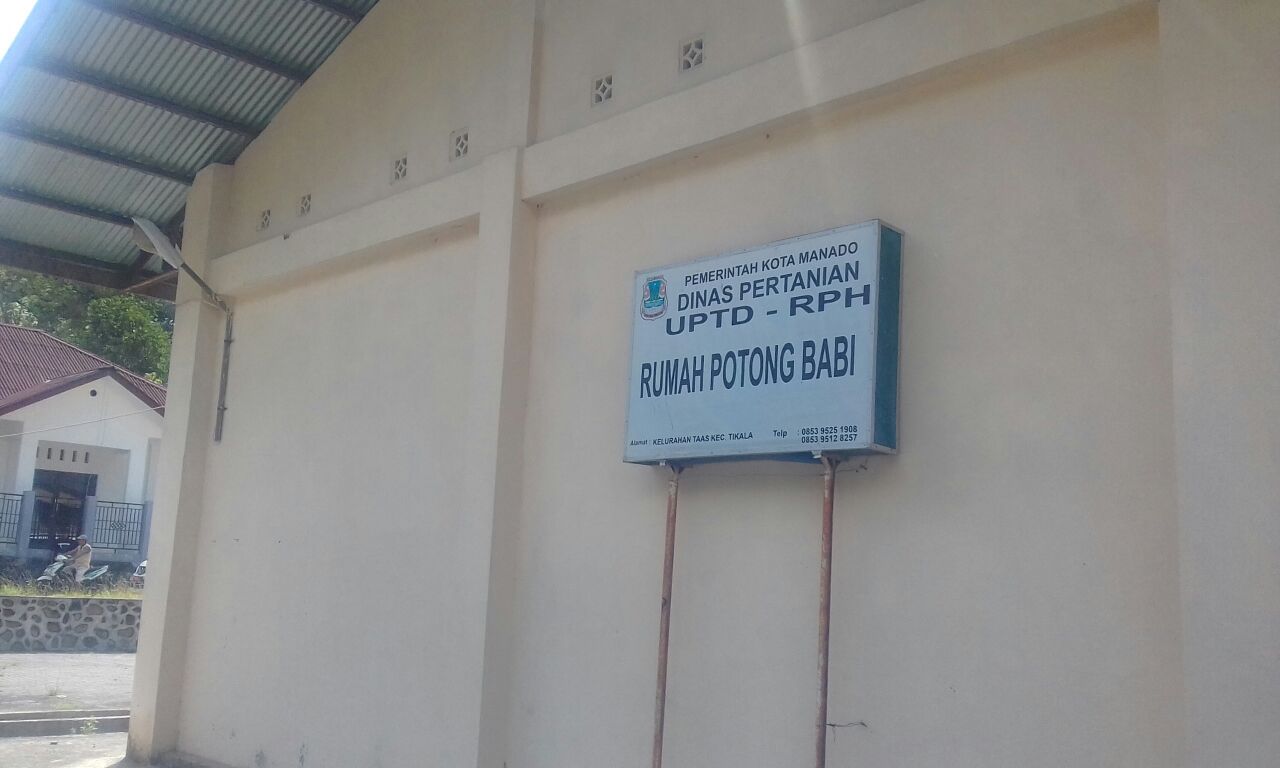 PEMERINTAH KOTA MANADO
DINAS PERTANIAN
UPTD - RPH
RUMAH POTONG BABI
Alamat : KELURAHAN TAAS KEC. TIKALA Telp : 0853 9525 1908
0853 9512 8257